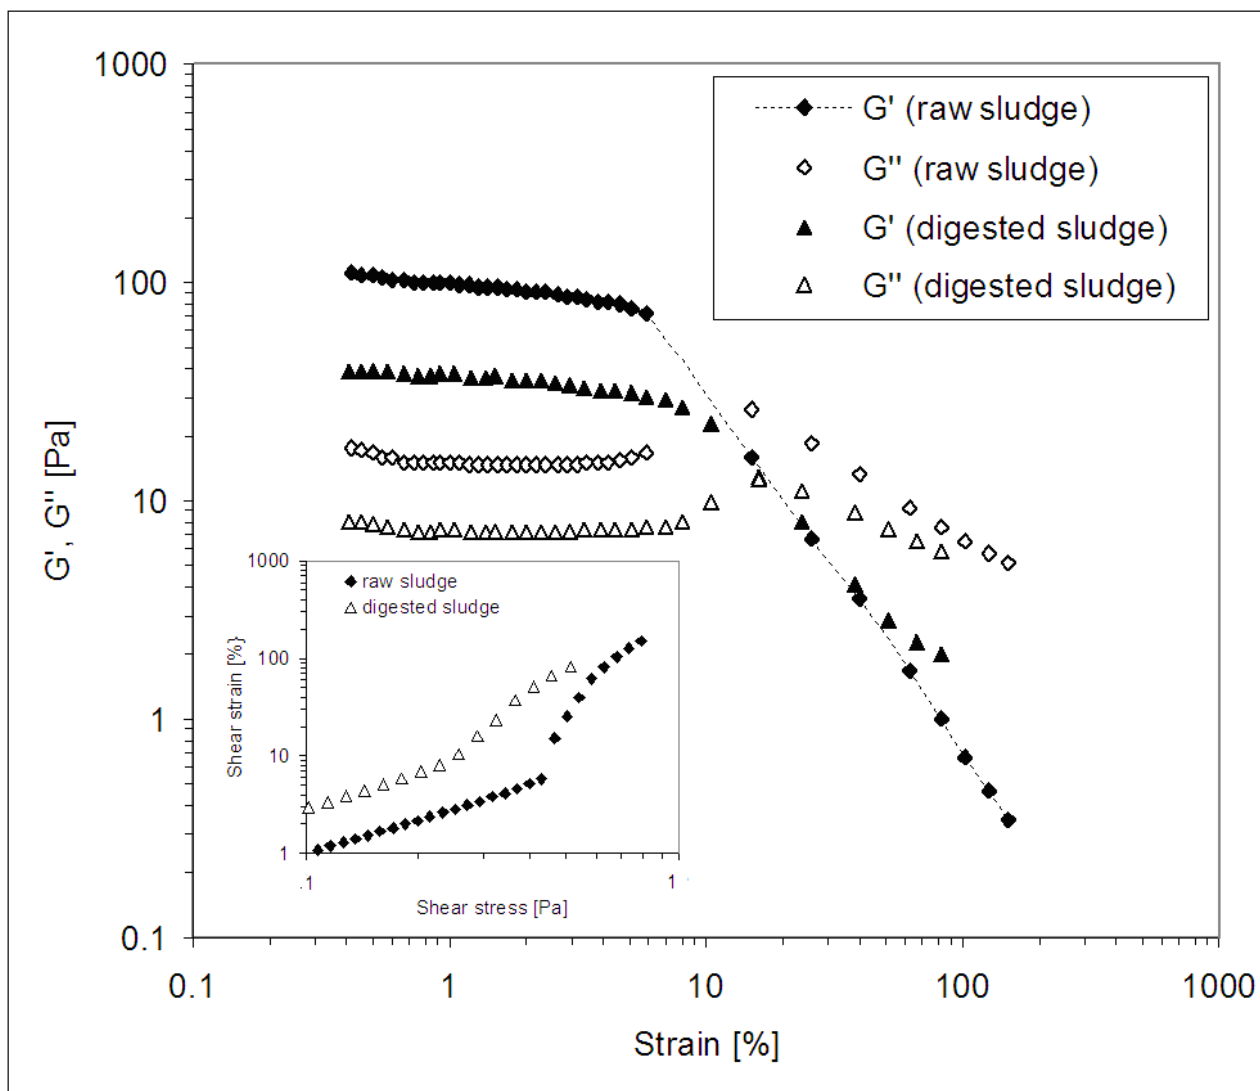 1000
100
10
1
0.1
G', G'' [Pa]
G' (raw sludge)
G'' (raw sludge)
G' (digested sludge)
G'' (digested sludge)
1000
100
10
1
Shear strain [%}
raw sludge
digested sludge
.1
1
Shear stress [Pa]
0.1
1
10
100
1000
Strain [%]